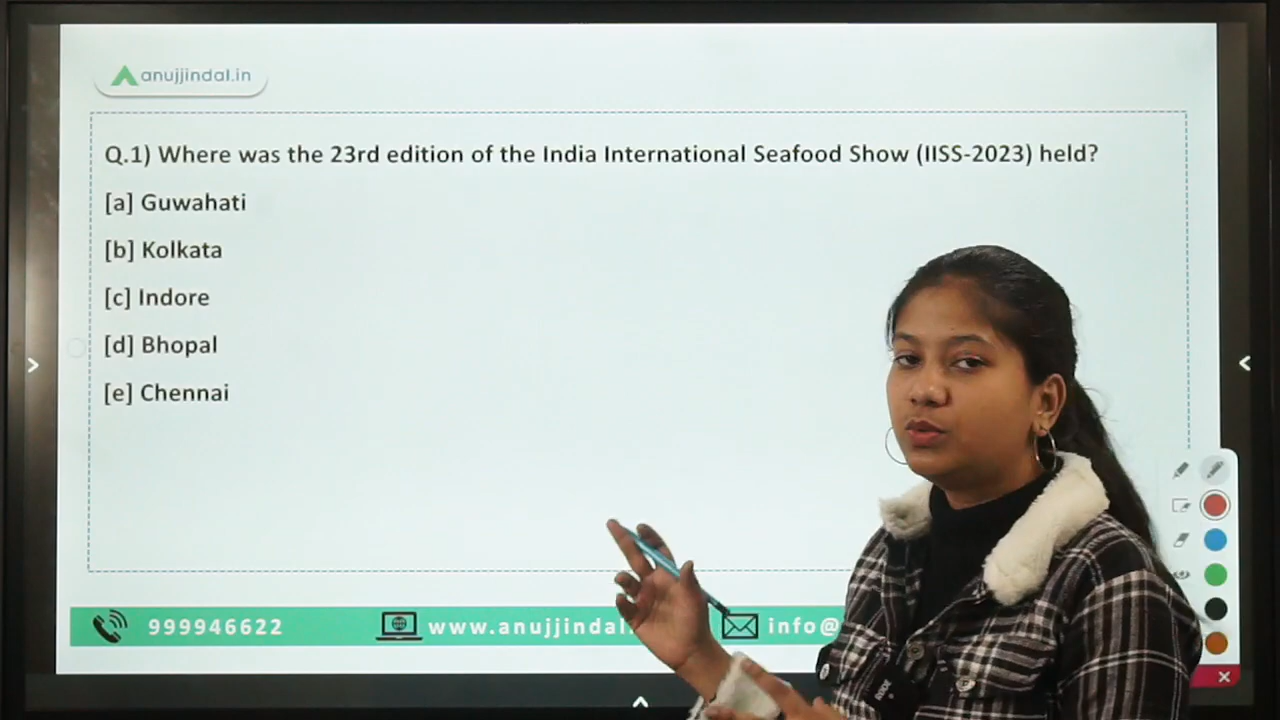 anujjindal.in
Q.1) Where was the 23rd edition of the India International Seafood Show (IISS-2023) held?
[a] Guwahati
[b] Kolkata
[c] Indore
[d] Bhopal
[e] Chennai
999946622 www.anujjindal. info@